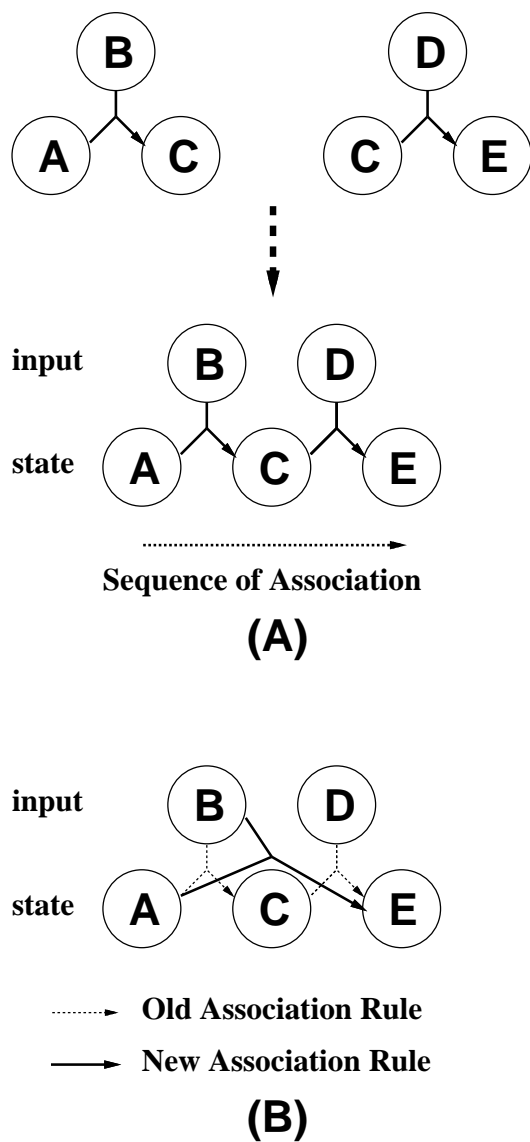 B D
A C C E
input B D
state A C E
Sequence of Association
(A)
input B D
state A C E
Old Association Rule
New Association Rule
(B)